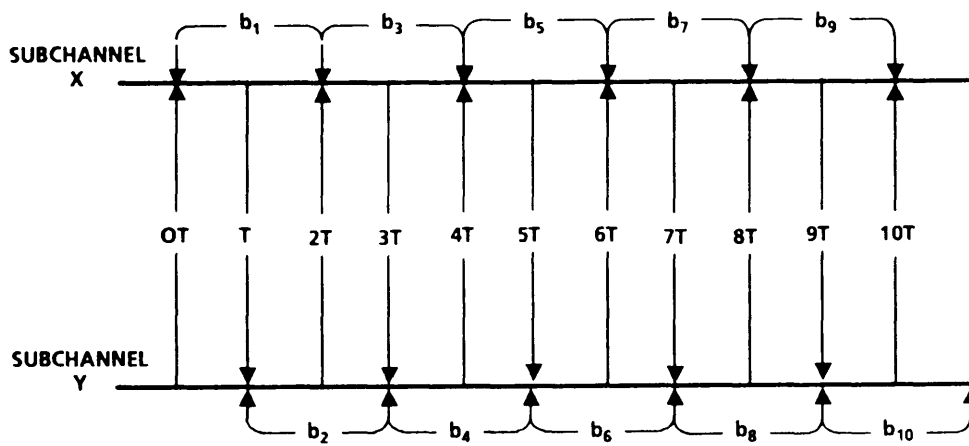 b₁ b₃ b₅ b₇ b₉
SUBCHANNEL
X
OT T 2T 3T 4T 5T 6T 7T 8T 9T 10T
SUBCHANNEL
Y
b₂ b₄ b₆ b₈ b₁₀